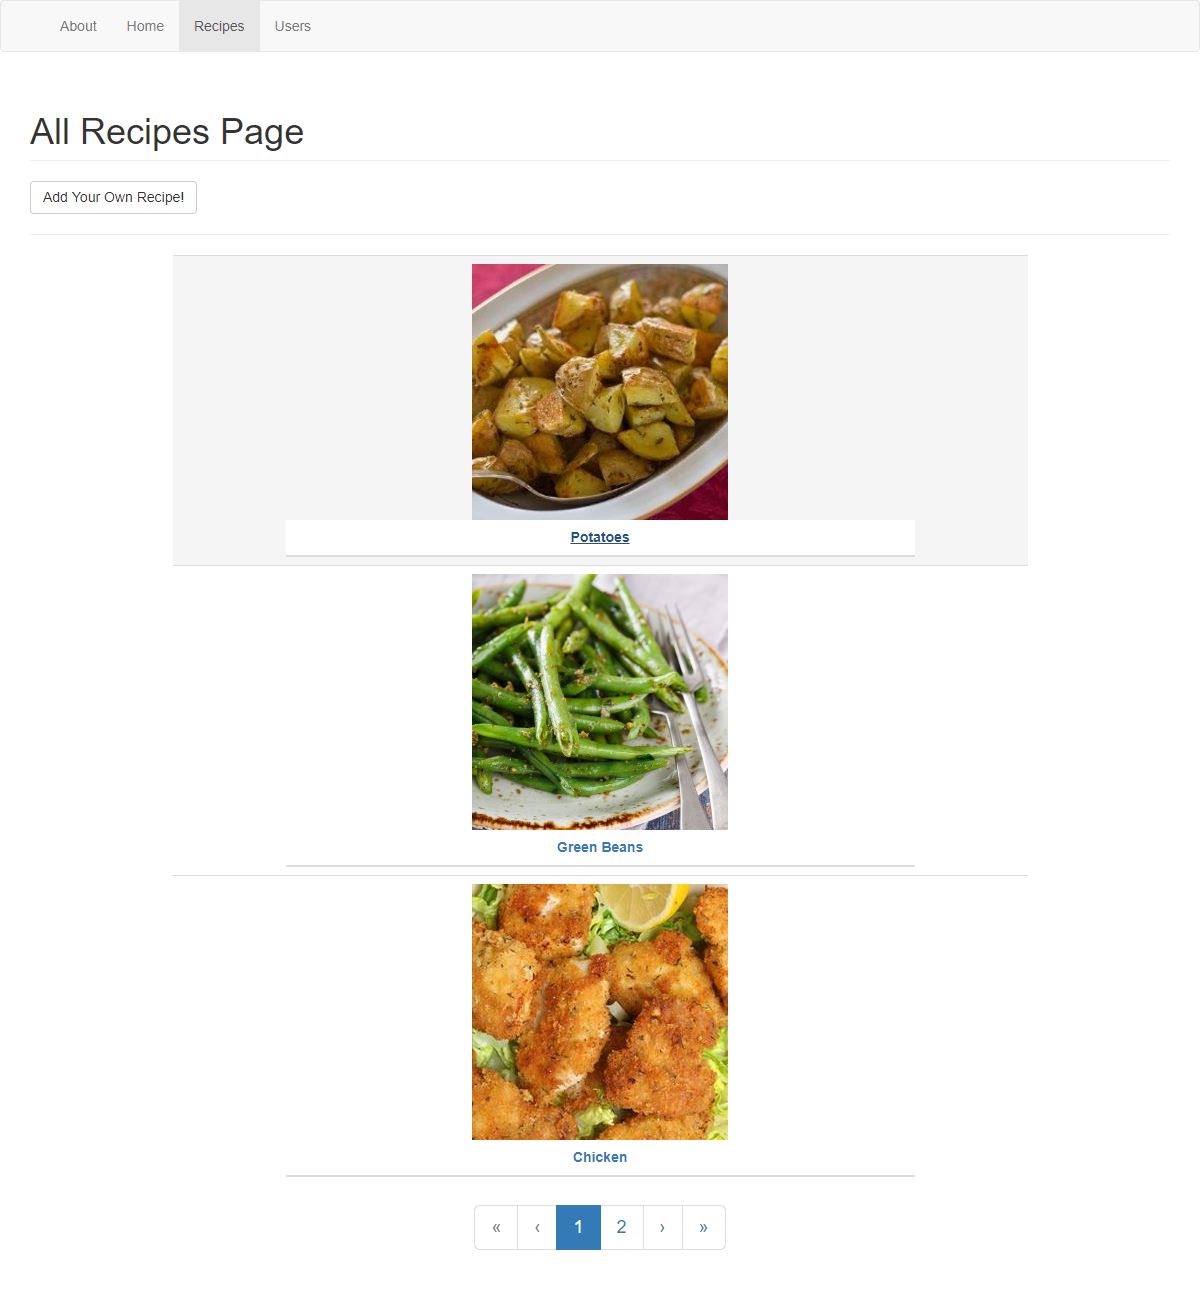 About Home Recipes Users
All Recipes Page
Add Your Own Recipe!
Potatoes
Green Beans
Chicken
« ‹ 1 2 › »